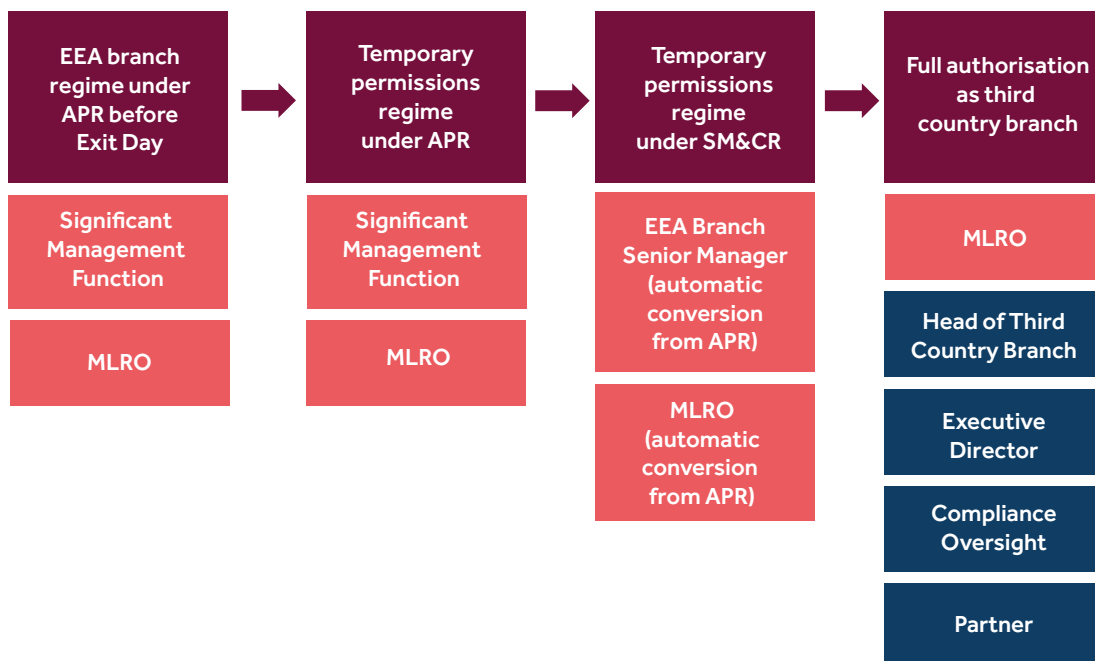 EEA branch
regime under
APR before
Exit Day
Significant
Management
Function
MLRO
Temporary
permissions
regime
under APR
Significant
Management
Function
MLRO
Temporary
permissions
regime
under SM&CR
EEA Branch
Senior Manager
(automatic
conversion
from APR)
MLRO
(automatic
conversion
from APR)
Full authorisation
as third
country branch
MLRO
Head of Third
Country Branch
Executive
Director
Compliance
Oversight
Partner